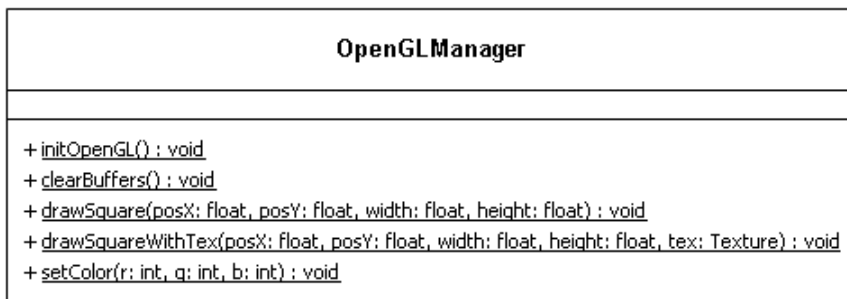 OpenGLManager
+ initOpenGL() : void
+ clearBuffers() : void
+ drawSquare(posX: float, posY: float, width: float, height: float) : void
+ drawSquareWithTex(posX: float, posY: float, width: float, height: float, tex: Texture) : void
+ setColor(r: int, g: int, b: int) : void